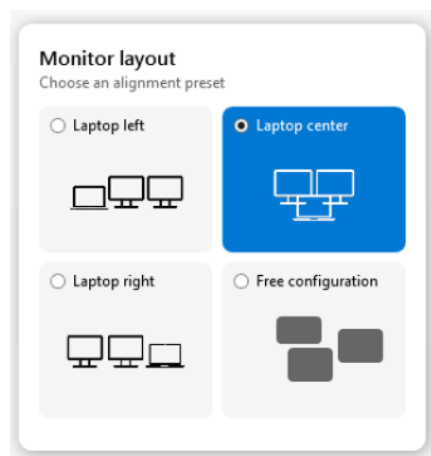 Monitor layout
Choose an alignment preset
Laptop left
Laptop center
Laptop right
Free configuration